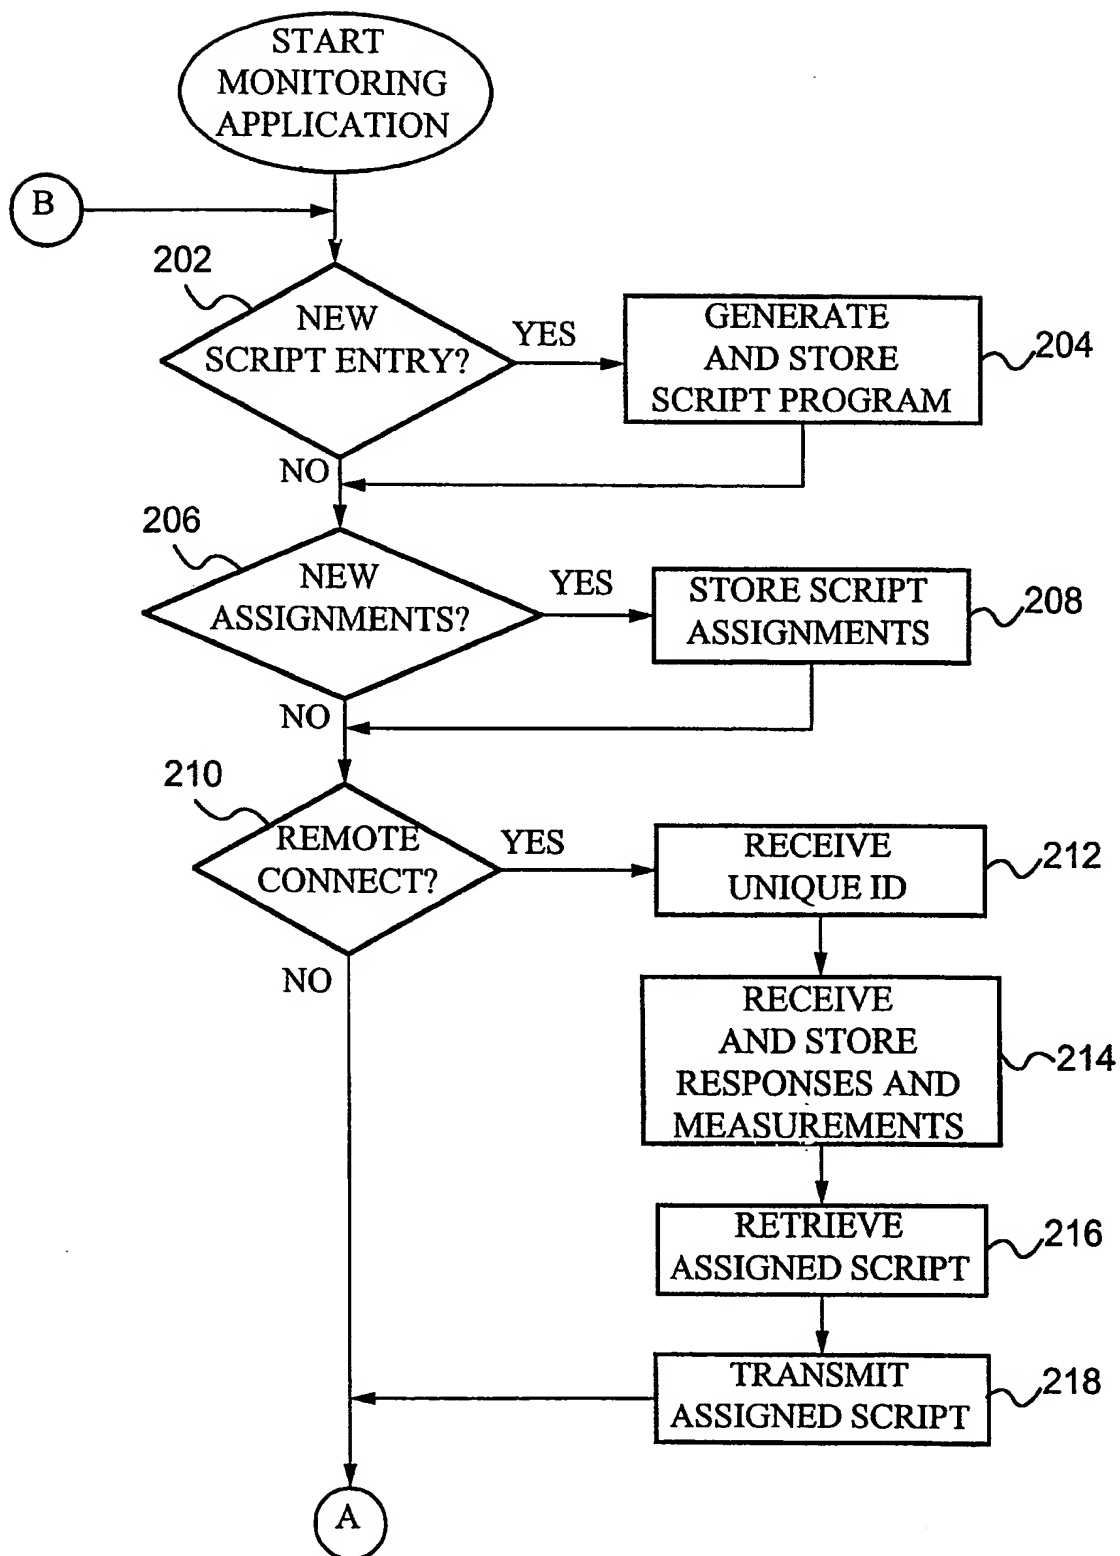 START
MONITORING
APPLICATION
B
202
NEW
SCRIPT ENTRY?
YES
GENERATE
AND STORE
SCRIPT PROGRAM
204
NO
206
NEW
ASSIGNMENTS?
YES
STORE SCRIPT
ASSIGNMENTS
208
NO
210
REMOTE
CONNECT?
YES
RECEIVE
UNIQUE ID
212
NO
RECEIVE
AND STORE
RESPONSES AND
MEASUREMENTS
214
RETRIEVE
ASSIGNED SCRIPT
216
TRANSMIT
ASSIGNED SCRIPT
218
A